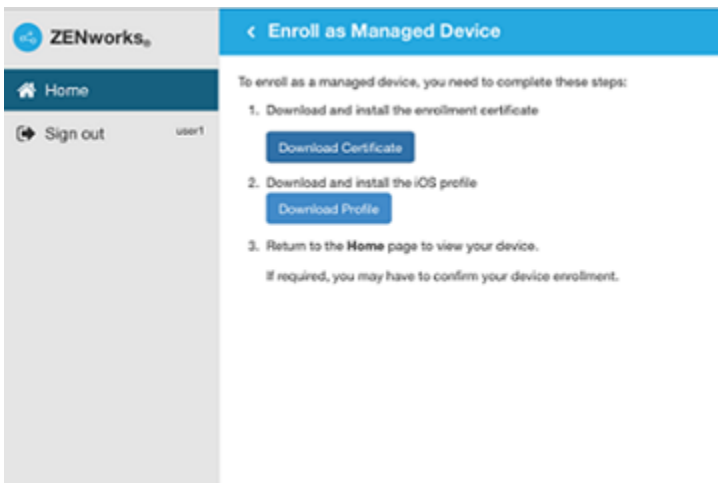 ZENworks®
Home
Sign out user1
< Enroll as Managed Device
To enroll as a managed device, you need to complete these steps:
1. Download and install the enrollment certificate
Download Certificate
2. Download and install the iOS profile
Download Profile
3. Return to the Home page to view your device.
If required, you may have to confirm your device enrollment.